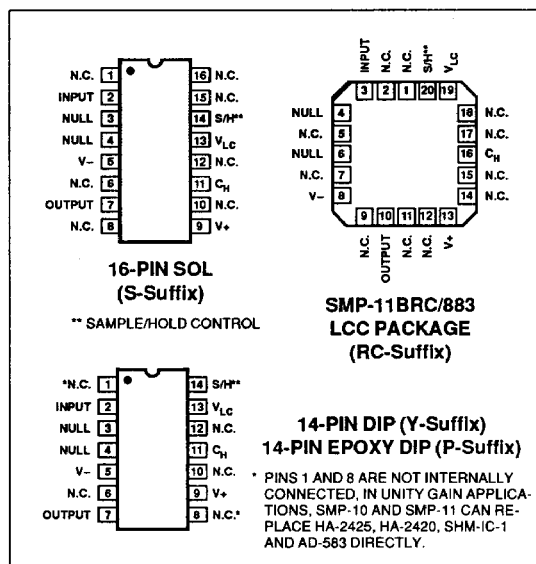 N.C. 1
INPUT 2
NULL 3
NULL 4
V− 5
N.C. 6
OUTPUT 7
N.C. 8
16 N.C.
15 N.C.
14 S/H**
13 VLC
12 N.C.
11 CH
10 N.C.
9 V+
16-PIN SOL
(S-Suffix)
** SAMPLE/HOLD CONTROL
INPUT N.C. N.C. S/H** VLC
3 2 1 20 19
NULL 4
N.C. 5
NULL 6
N.C. 7
V− 8
18 N.C.
17 N.C.
16 CH
15 N.C.
14 N.C.
9 10 11 12 13
N.C. OUTPUT N.C. N.C. V+
SMP-11BRC/883
LCC PACKAGE
(RC-Suffix)
*N.C. 1
INPUT 2
NULL 3
NULL 4
V− 5
N.C. 6
OUTPUT 7
14 S/H**
13 VLC
12 N.C.
11 CH
10 N.C.
9 V+
8 N.C.*
14-PIN DIP (Y-Suffix)
14-PIN EPOXY DIP (P-Suffix)
* PINS 1 AND 8 ARE NOT INTERNALLY
CONNECTED, IN UNITY GAIN APPLICA-
TIONS, SMP-10 AND SMP-11 CAN RE-
PLACE HA-2425, HA-2420, SHM-IC-1
AND AD-583 DIRECTLY.